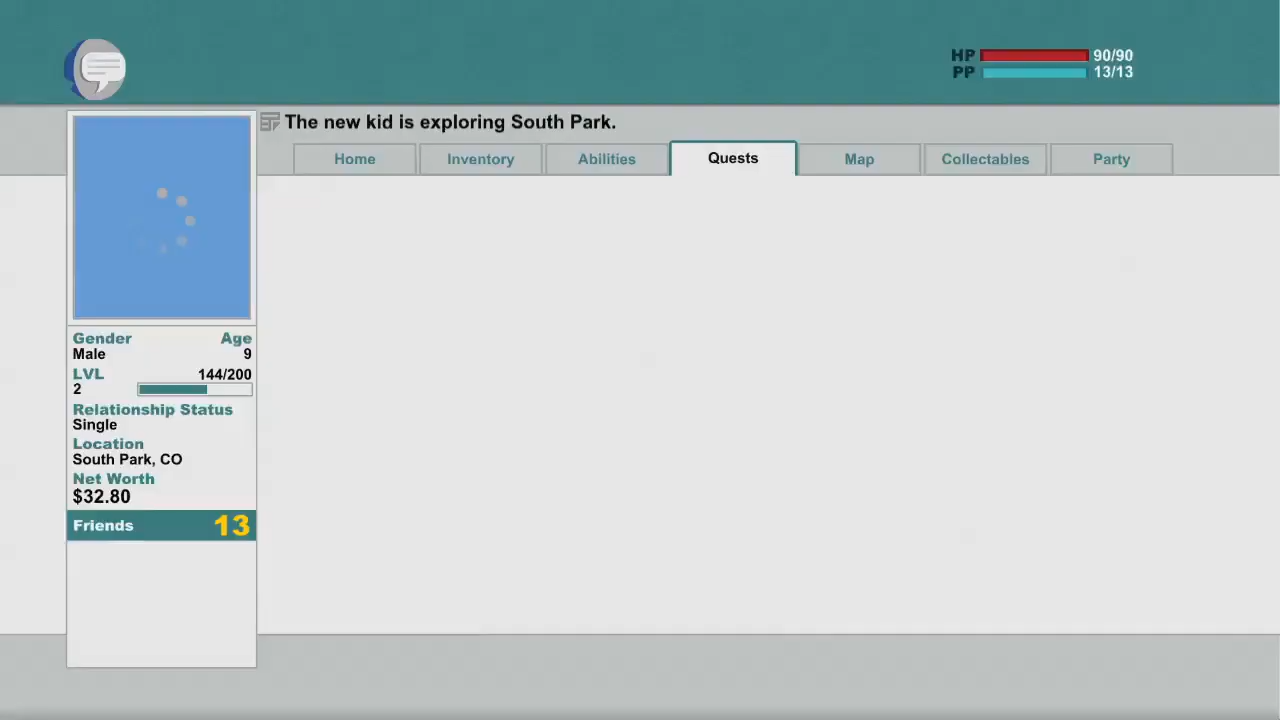 HP 90/90
PP 13/13
The new kid is exploring South Park.
Home Inventory Abilities Quests Map Collectables Party
Gender Age
Male 9
LVL 144/200
2
Relationship Status
Single
Location
South Park, CO
Net Worth
$32.80
Friends 13